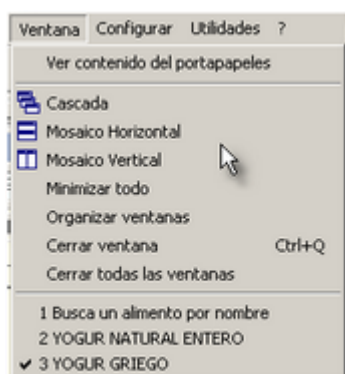 Ventana Configurar Utilidades ?
Ver contenido del portapapeles
Cascada
Mosaico Horizontal
Mosaico Vertical
Minimizar todo
Organizar ventanas
Cerrar ventana Ctrl+Q
Cerrar todas las ventanas
1 Busca un alimento por nombre
2 YOGUR NATURAL ENTERO
3 YOGUR GRIEGO